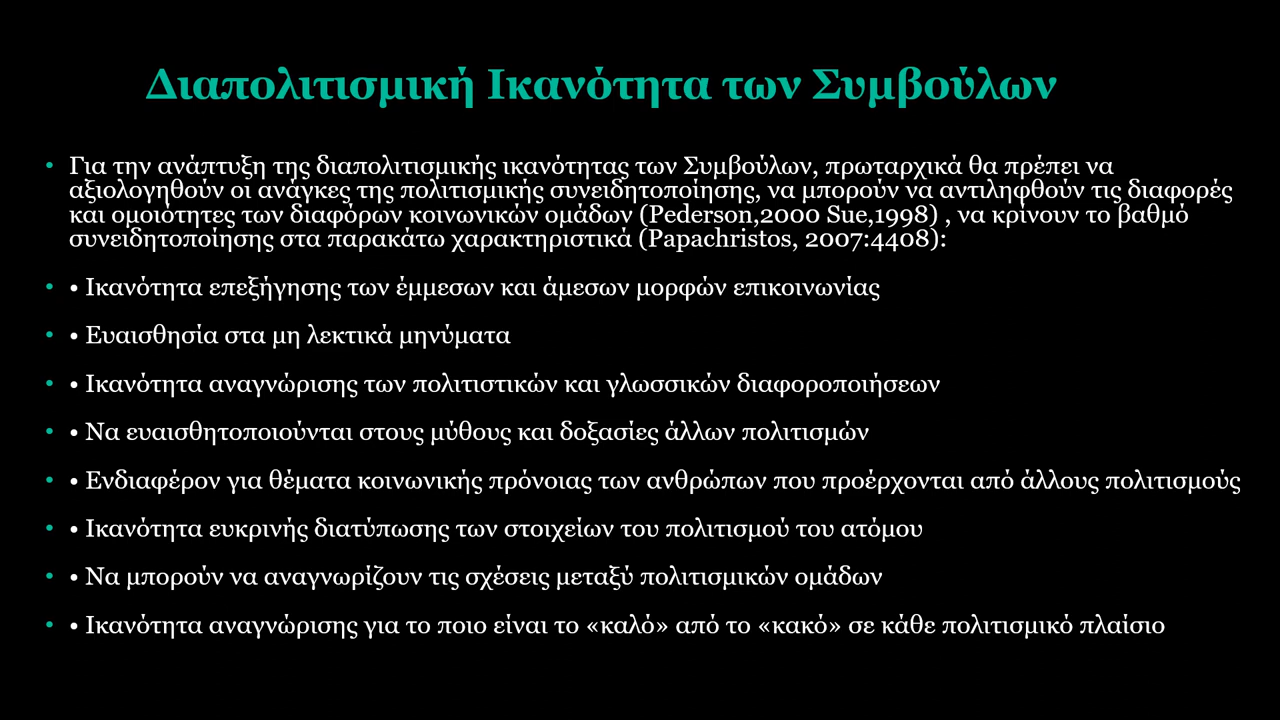 Διαπολιτισμική Ικανότητα των Συμβούλων
• Για την ανάπτυξη της διαπολιτισμικής ικανότητας των Συμβούλων, πρωταρχικά θα πρέπει να
αξιολογηθούν οι ανάγκες της πολιτισμικής συνειδητοποίησης, να μπορούν να αντιληφθούν τις διαφορές
και ομοιότητες των διαφόρων κοινωνικών ομάδων (Pederson,2000 Sue,1998) , να κρίνουν το βαθμό
συνειδητοποίησης στα παρακάτω χαρακτηριστικά (Papachristos, 2007:4408):
• • Ικανότητα επεξήγησης των έμμεσων και άμεσων μορφών επικοινωνίας
• • Ευαισθησία στα μη λεκτικά μηνύματα
• • Ικανότητα αναγνώρισης των πολιτιστικών και γλωσσικών διαφοροποιήσεων
• • Να ευαισθητοποιούνται στους μύθους και δοξασίες άλλων πολιτισμών
• • Ενδιαφέρον για θέματα κοινωνικής πρόνοιας των ανθρώπων που προέρχονται από άλλους πολιτισμούς
• • Ικανότητα ευκρινής διατύπωσης των στοιχείων του πολιτισμού του ατόμου
• • Να μπορούν να αναγνωρίζουν τις σχέσεις μεταξύ πολιτισμικών ομάδων
• • Ικανότητα αναγνώρισης για το ποιο είναι το «καλό» από το «κακό» σε κάθε πολιτισμικό πλαίσιο